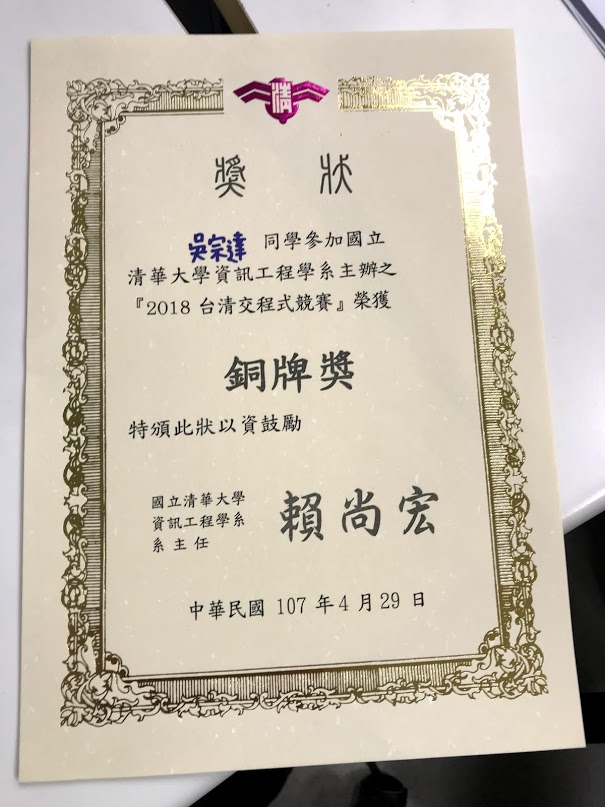 清
獎狀
吳宗達 同學參加國立
清華大學資訊工程學系主辦之
『2018 台清交程式競賽』榮獲
銅牌獎
特頒此狀以資鼓勵
國立清華大學
資訊工程學系
系主任
賴尚宏
中華民國 107 年 4 月 29 日